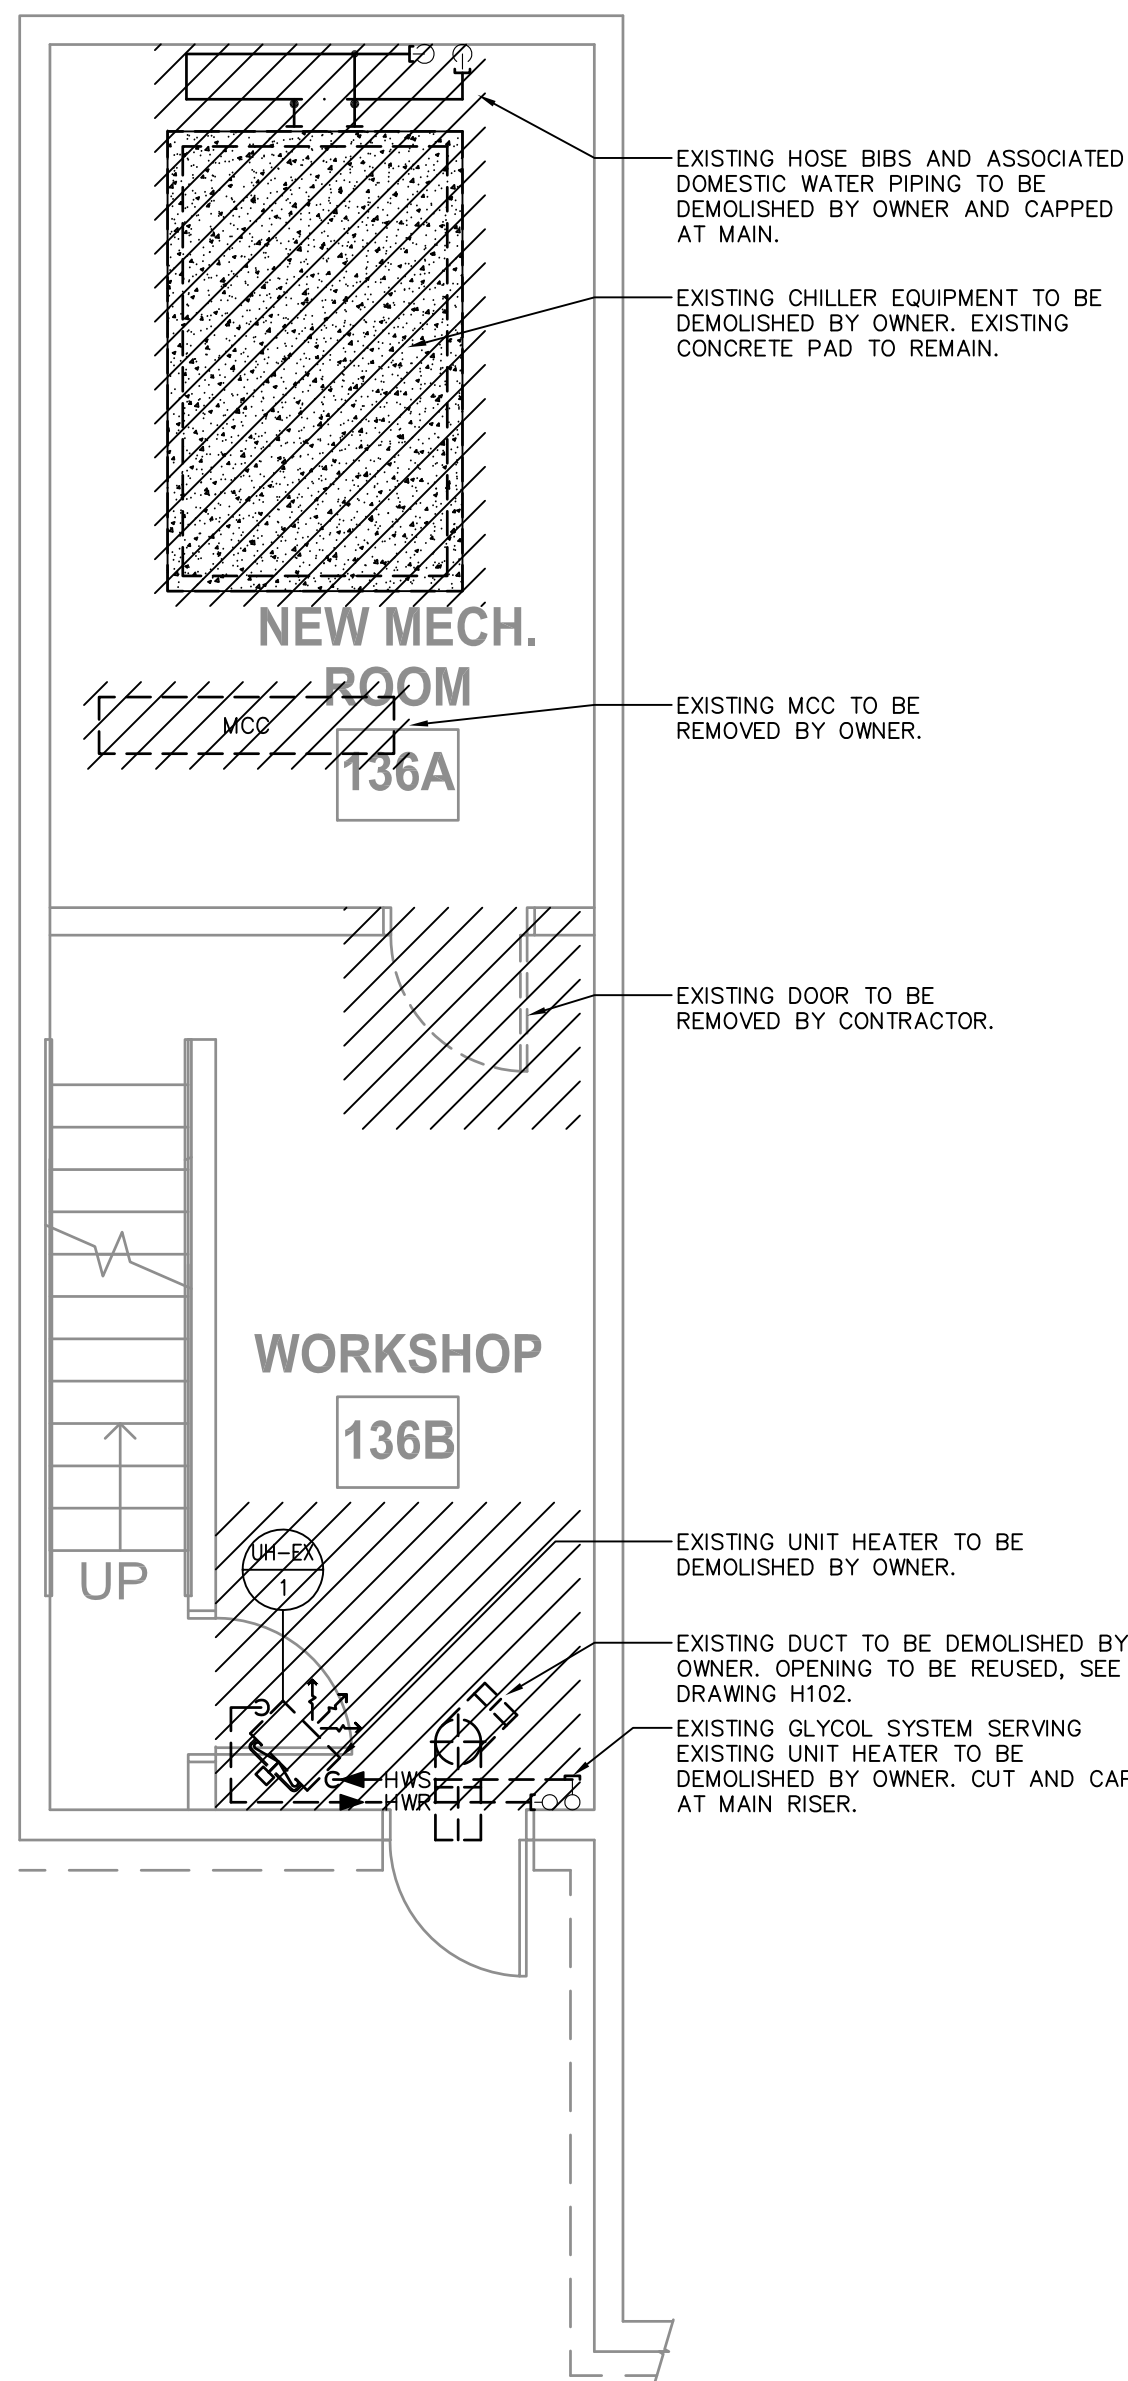 EXISTING HOSE BIBS AND ASSOCIATED
DOMESTIC WATER PIPING TO BE
DEMOLISHED BY OWNER AND CAPPED
AT MAIN.
EXISTING CHILLER EQUIPMENT TO BE
DEMOLISHED BY OWNER. EXISTING
CONCRETE PAD TO REMAIN.
NEW MECH.
ROOM
136A
MCC
EXISTING MCC TO BE
REMOVED BY OWNER.
EXISTING DOOR TO BE
REMOVED BY CONTRACTOR.
WORKSHOP
136B
UP
UH-EX
1
HWS
HWR
EXISTING UNIT HEATER TO BE
DEMOLISHED BY OWNER.
EXISTING DUCT TO BE DEMOLISHED BY
OWNER. OPENING TO BE REUSED, SEE
DRAWING H102.
EXISTING GLYCOL SYSTEM SERVING
EXISTING UNIT HEATER TO BE
DEMOLISHED BY OWNER. CUT AND CAP
AT MAIN RISER.